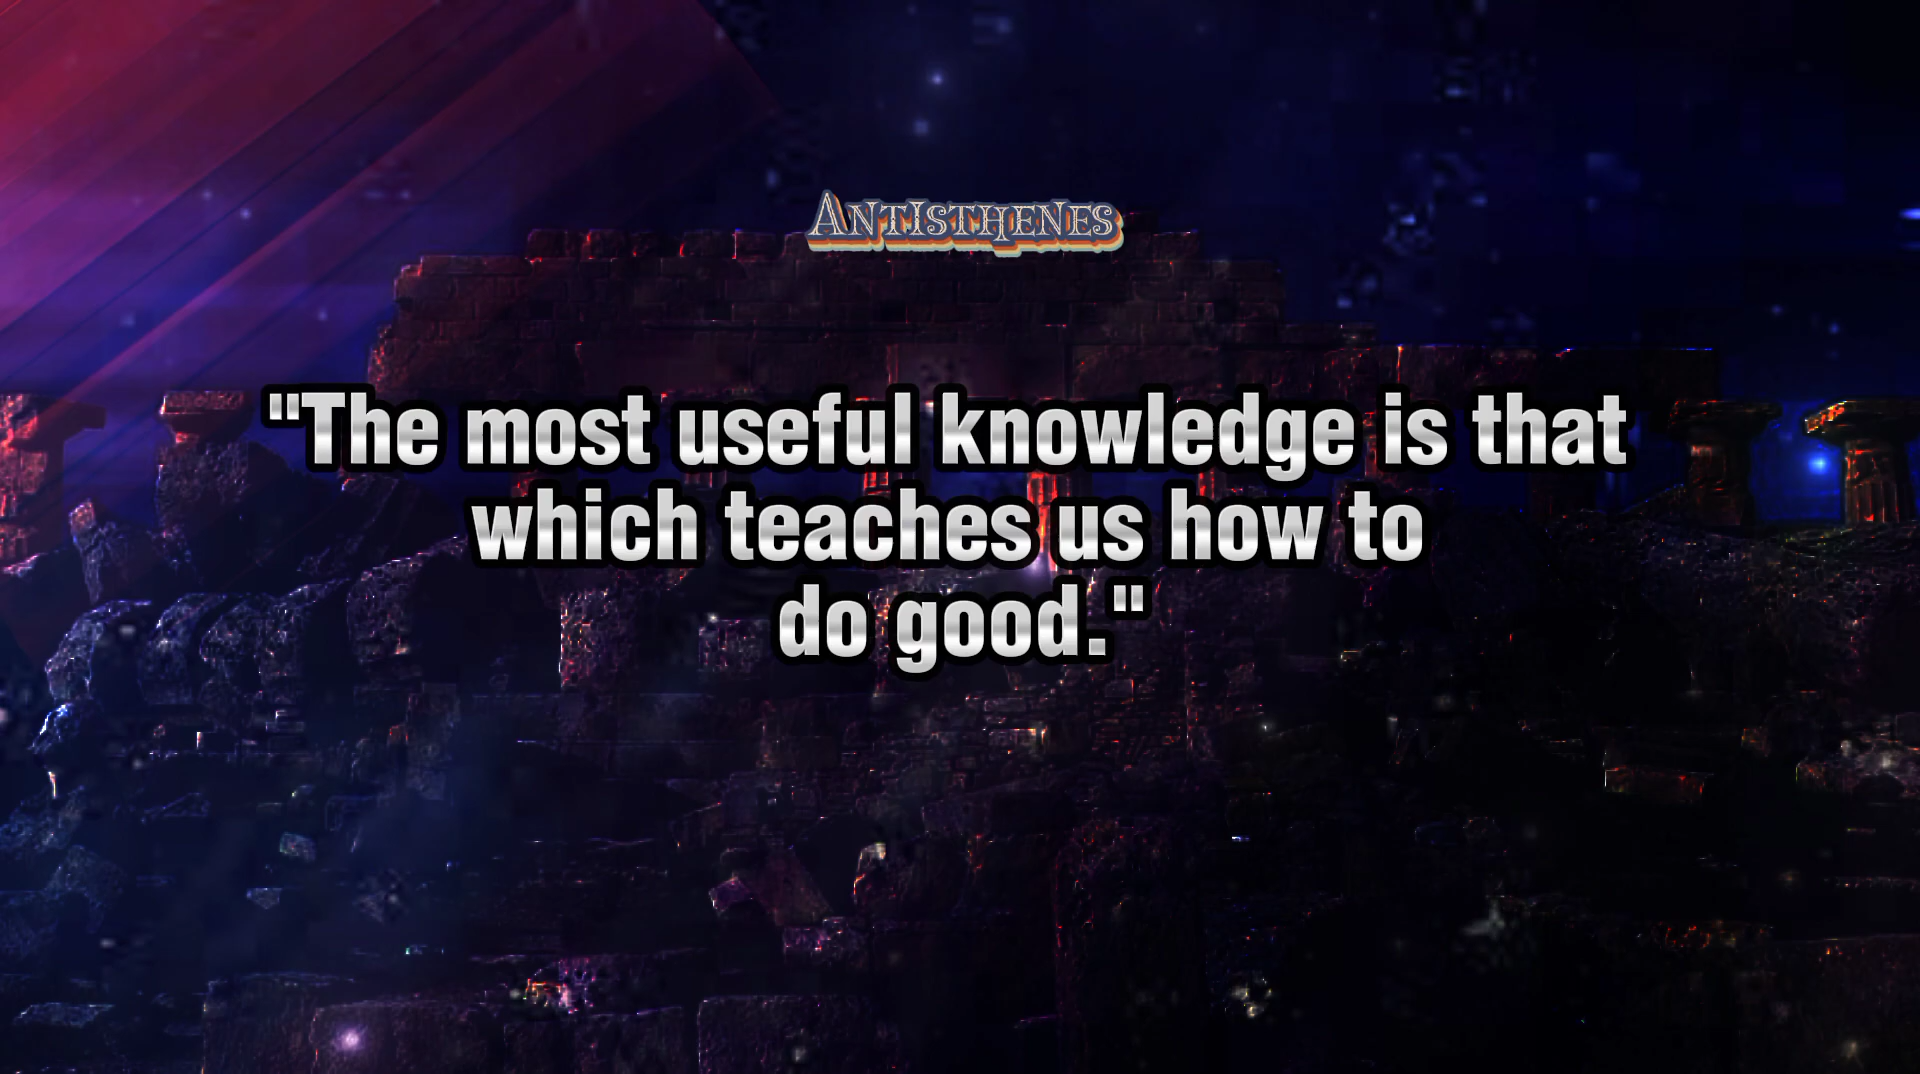 ANTISTHENES
"The most useful knowledge is that
which teaches us how to
do good."